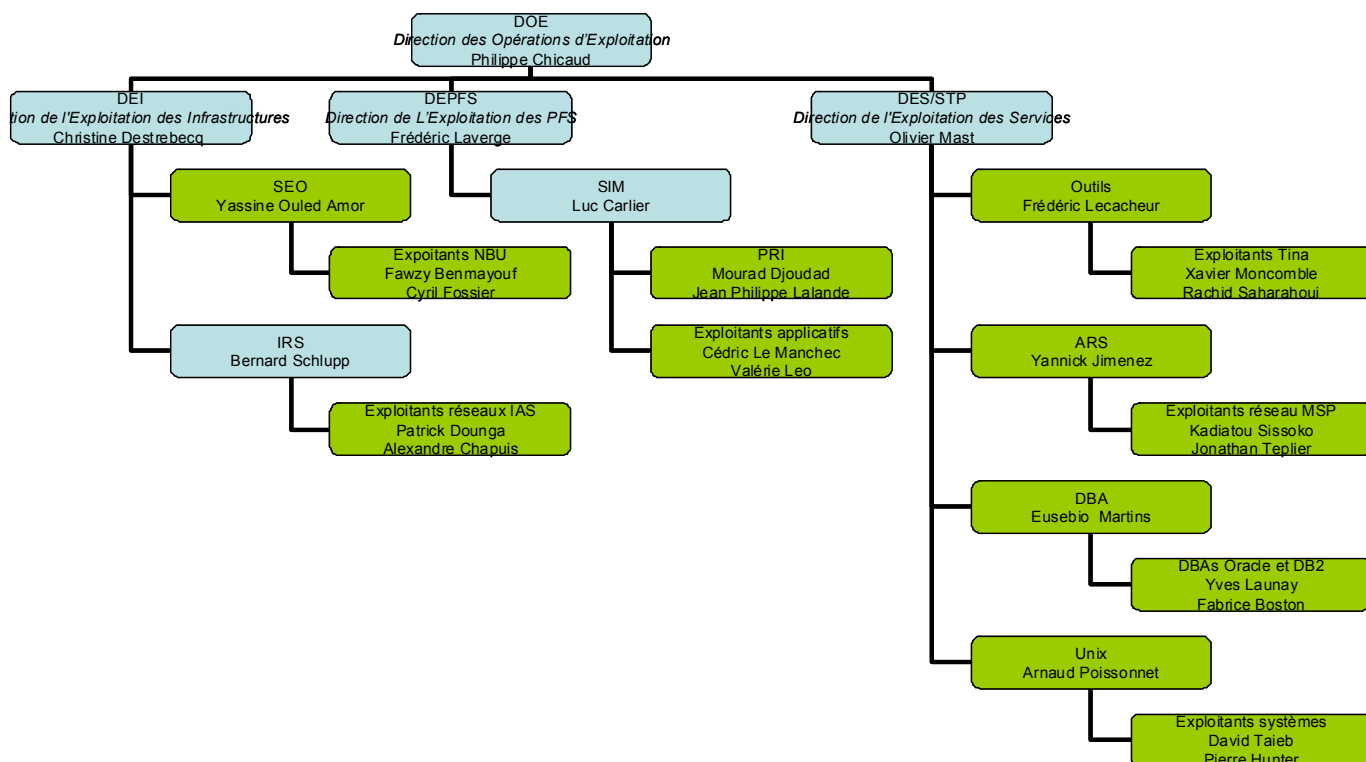 DOE
Direction des Opérations d'Exploitation
Philippe Chicaud
DEI
tion de l'Exploitation des Infrastructures
Christine Destrebecq
DEPFS
Direction de L'Exploitation des PFS
Frédéric Laverge
DES/STP
Direction de l'Exploitation des Services
Olivier Mast
SEO
Yassine Ouled Amor
Expoitants NBU
Fawzy Benmayouf
Cyril Fossier
IRS
Bernard Schlupp
Exploitants réseaux IAS
Patrick Dounga
Alexandre Chapuis
SIM
Luc Carlier
PRI
Mourad Djoudad
Jean Philippe Lalande
Exploitants applicatifs
Cédric Le Manchec
Valérie Leo
Outils
Frédéric Lecacheur
Exploitants Tina
Xavier Moncomble
Rachid Saharahoui
ARS
Yannick Jimenez
Exploitants réseau MSP
Kadiatou Sissoko
Jonathan Teplier
DBA
Eusebio Martins
DBAs Oracle et DB2
Yves Launay
Fabrice Boston
Unix
Arnaud Poissonnet
Exploitants systèmes
David Taieb
Pierre Hunter